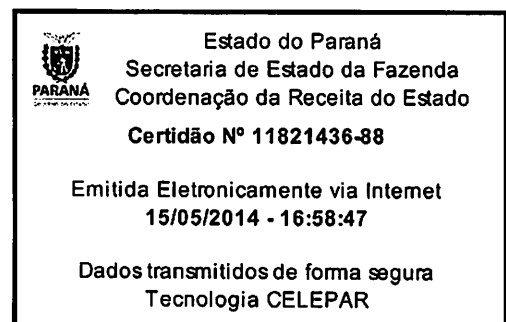 Estado do Paraná
Secretaria de Estado da Fazenda
PARANÁ
Coordenação da Receita do Estado
Certidão Nº 11821436-88
Emitida Eletronicamente via Internet
15/05/2014 - 16:58:47
Dados transmitidos de forma segura
Tecnologia CELEPAR